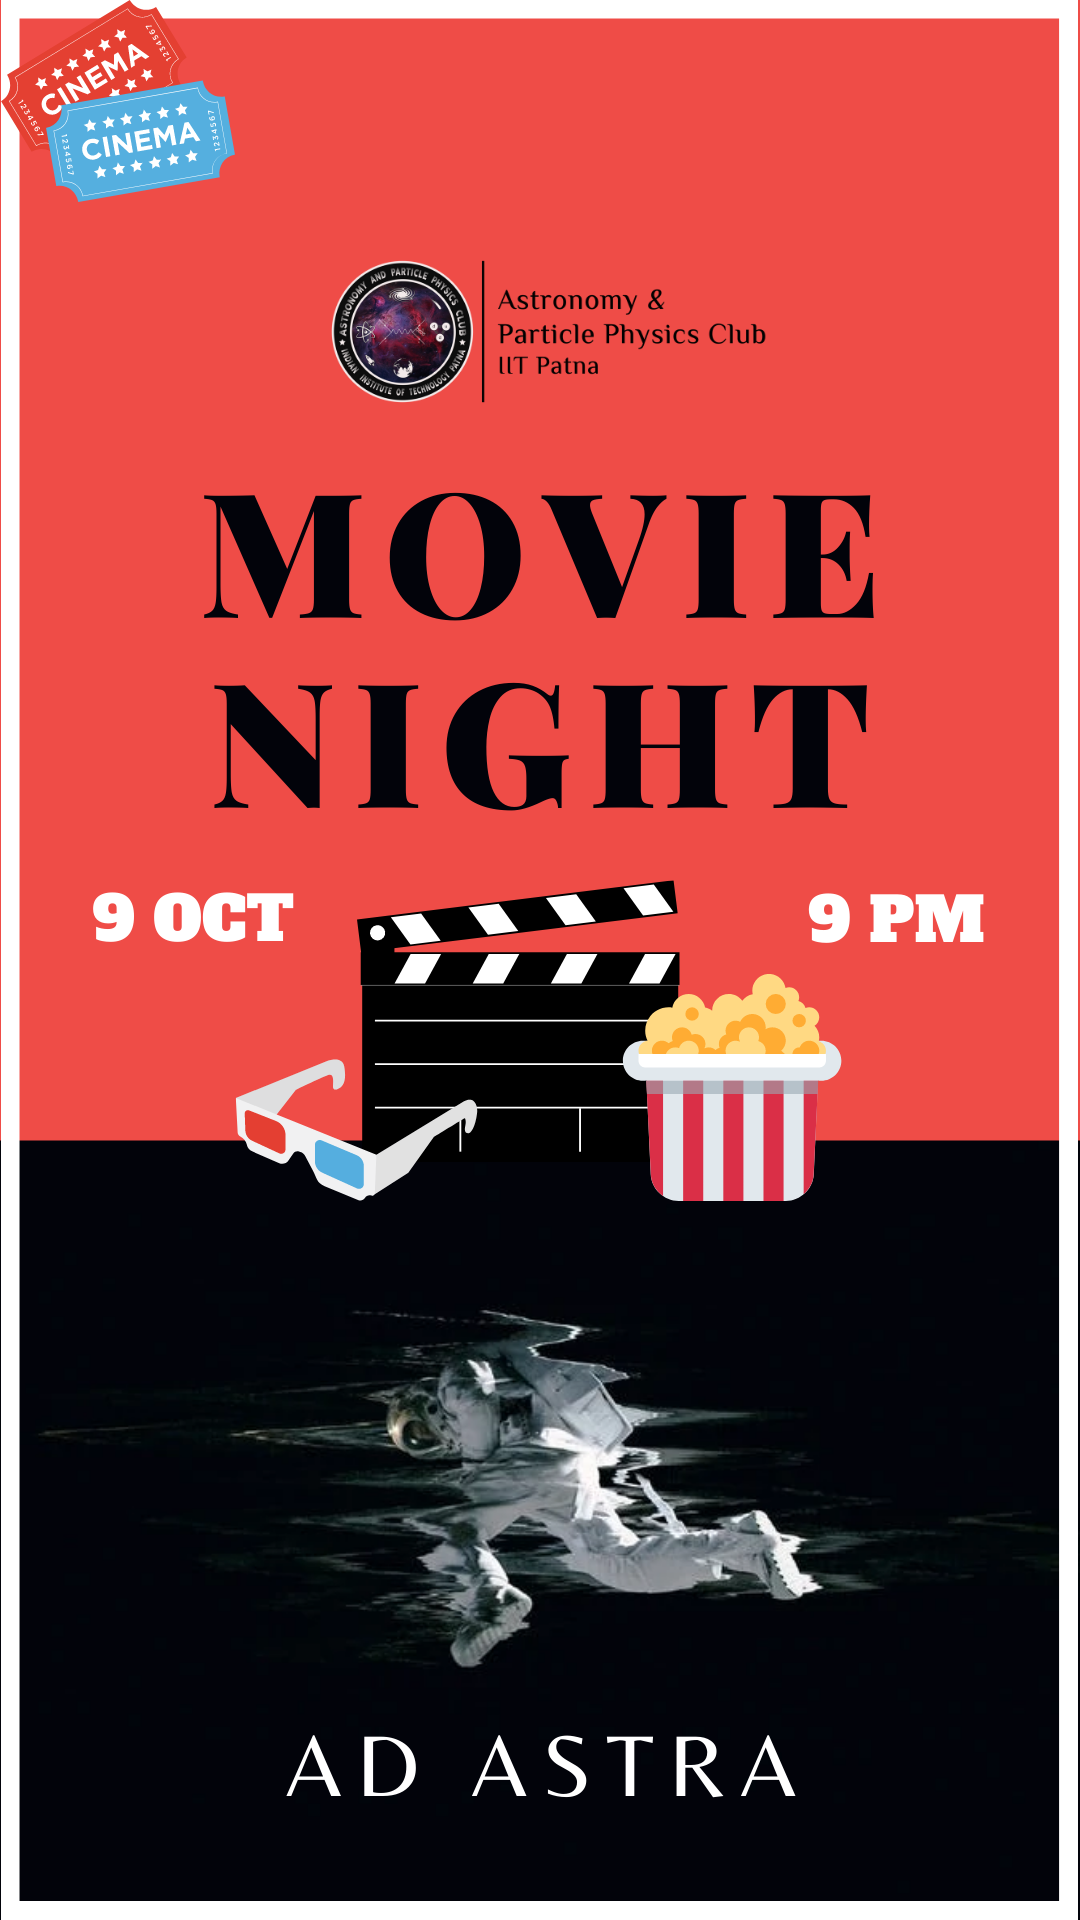 CINEMA
1234567
1234567
CINEMA
1234567
1234567
ASTRONOMY AND PARTICLE PHYSICS CLUB
INDIAN INSTITUTE OF TECHNOLOGY PATNA
Astronomy &
Particle Physics Club
IIT Patna
MOVIE
NIGHT
9 OCT
9 PM
AD ASTRA